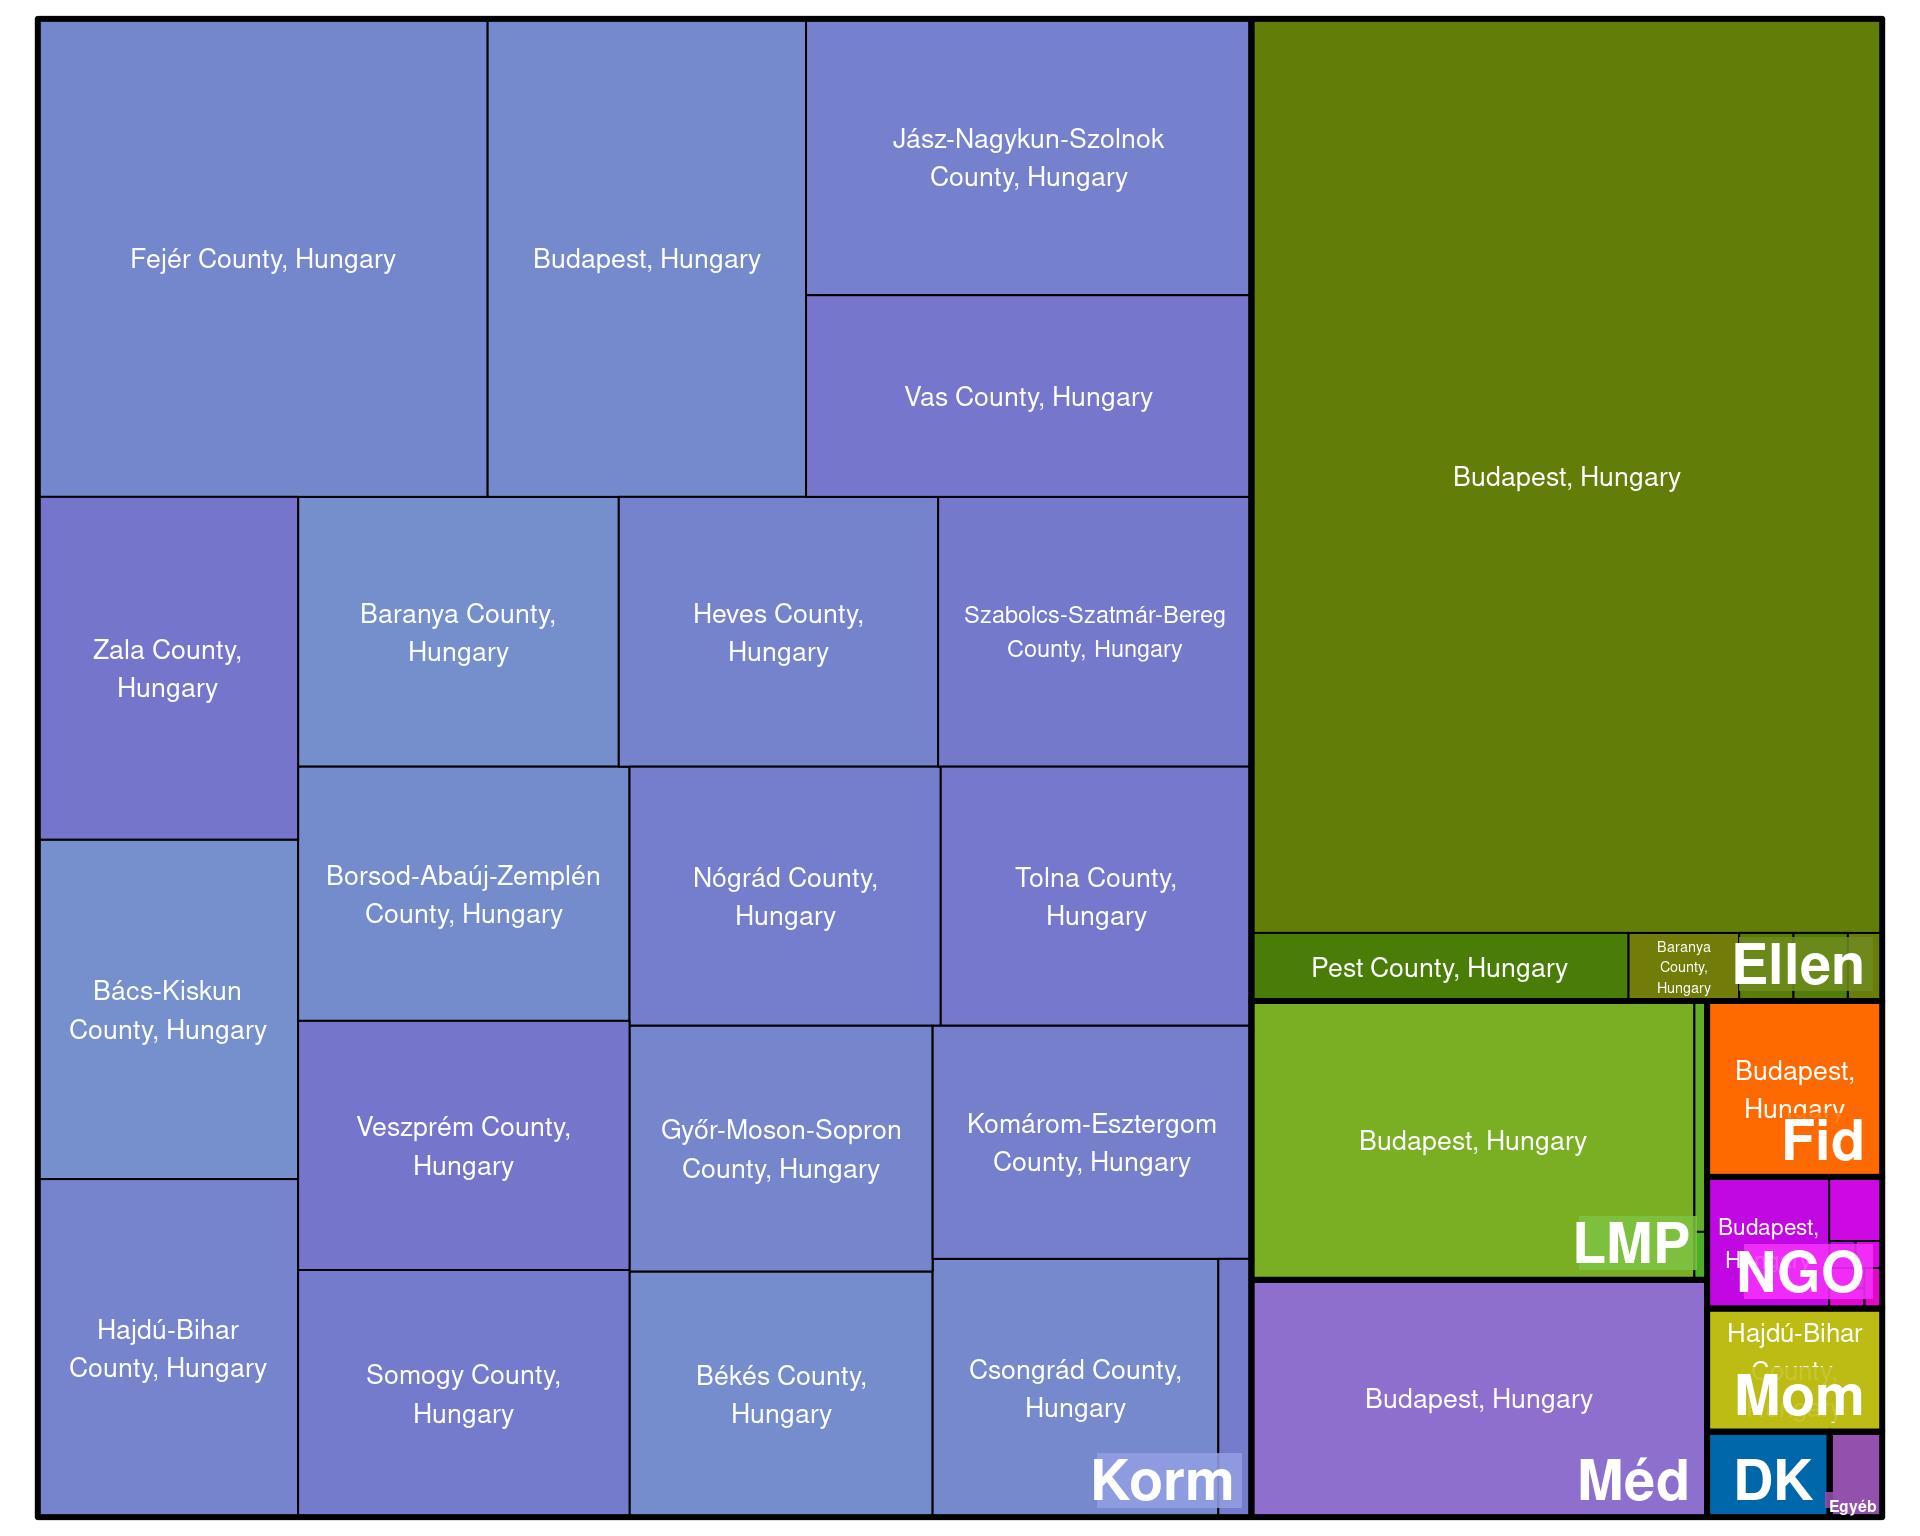 Fejér County, Hungary
Budapest, Hungary
Jász-Nagykun-Szolnok
County, Hungary
Vas County, Hungary
Zala County,
Hungary
Baranya County,
Hungary
Heves County,
Hungary
Szabolcs-Szatmár-Bereg
County, Hungary
Bács-Kiskun
County, Hungary
Borsod-Abaúj-Zemplén
County, Hungary
Nógrád County,
Hungary
Tolna County,
Hungary
Veszprém County,
Hungary
Győr-Moson-Sopron
County, Hungary
Komárom-Esztergom
County, Hungary
Hajdú-Bihar
County, Hungary
Somogy County,
Hungary
Békés County,
Hungary
Csongrád County,
Hungary
Korm
Budapest, Hungary
Pest County, Hungary
Baranya
County,
Hungary
Ellen
Budapest, Hungary
LMP
Budapest, Hungary
Méd
Budapest,
Hungary
Fid
Budapest,
NGO
Hajdú-Bihar
County,
Mom
DK
Egyéb